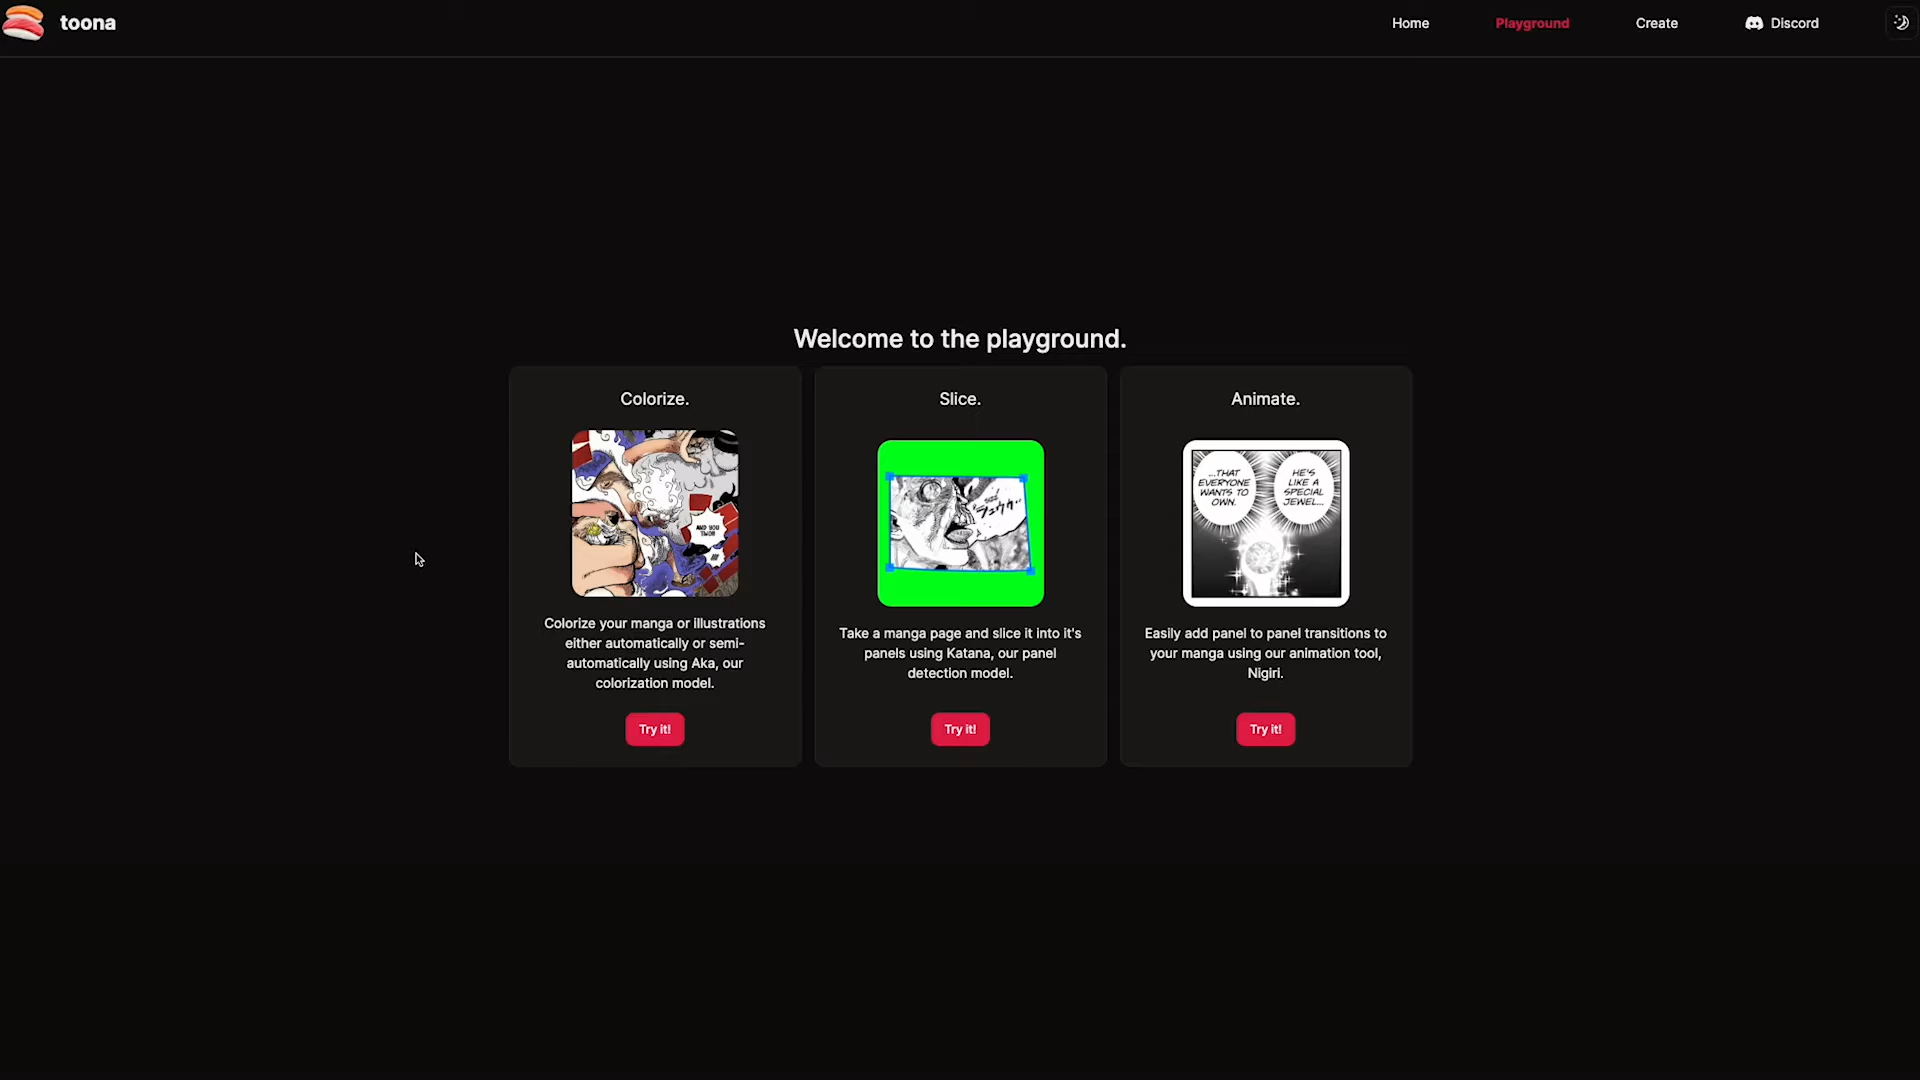 toona
Home
Playground
Create
Discord
Welcome to the playground.
Colorize.
AND YOU
TWO!!
Colorize your manga or illustrations
either automatically or semi-
automatically using Aka, our
colorization model.
Try it!
Slice.
Take a manga page and slice it into it's
panels using Katana, our panel
detection model.
Try it!
Animate.
...THAT
EVERYONE
WANTS TO
OWN.
HE'S
LIKE A
SPECIAL
JEWEL...
Easily add panel to panel transitions to
your manga using our animation tool,
Nigiri.
Try it!